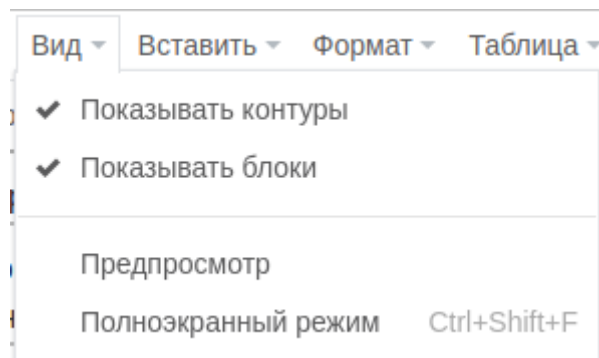 Вид Вставить Формат Таблица
Показывать контуры
Показывать блоки
Предпросмотр
Полноэкранный режим Ctrl+Shift+F